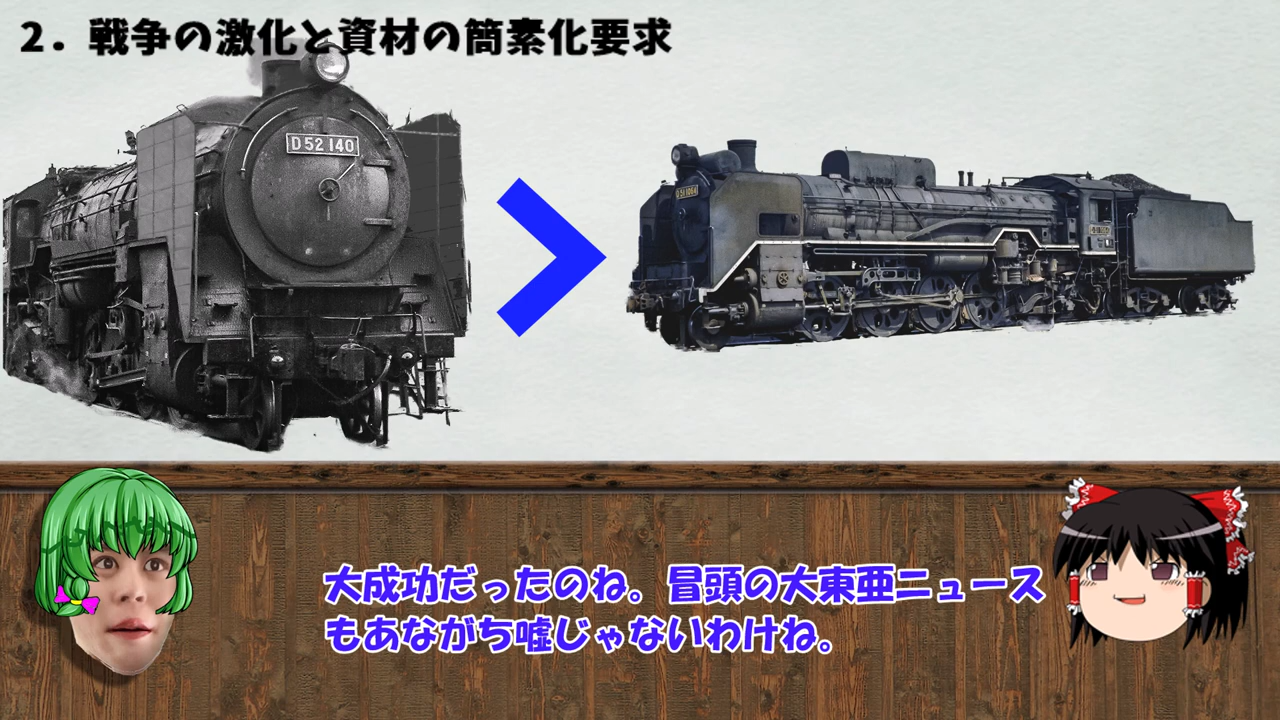 2．戦争の激化と資材の簡素化要求
D52 140
大成功だったのね。冒頭の大東亜ニュース
もあながち嘘じゃないわけね。